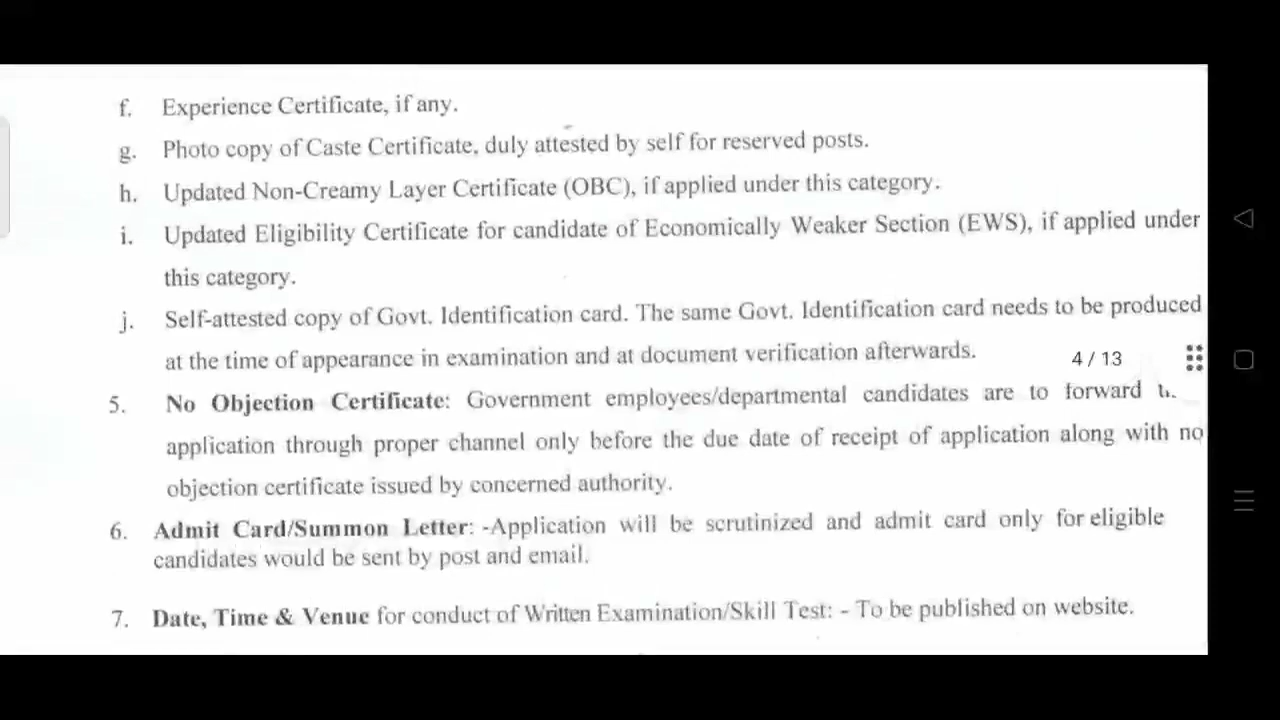 f. Experience Certificate, if any.
g. Photo copy of Caste Certificate, duly attested by self for reserved posts.
h. Updated Non-Creamy Layer Certificate (OBC), if applied under this category.
i. Updated Eligibility Certificate for candidate of Economically Weaker Section (EWS), if applied under
this category.
j. Self-attested copy of Govt. Identification card. The same Govt. Identification card needs to be produced
at the time of appearance in examination and at document verification afterwards.
4 / 13
5. No Objection Certificate: Government employees/departmental candidates are to forward
application through proper channel only before the due date of receipt of application along with no
objection certificate issued by concerned authority.
6. Admit Card/Summon Letter: -Application will be scrutinized and admit card only for eligible
candidates would be sent by post and email.
7. Date, Time & Venue for conduct of Written Examination/Skill Test: - To be published on website.